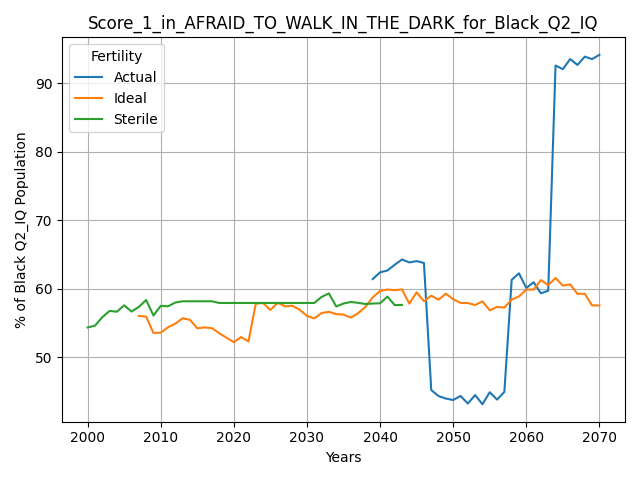 Score_1_in_AFRAID_TO_WALK_IN_THE_DARK_for_Black_Q2_IQ
Fertility
Actual
Ideal
Sterile
% of Black Q2_IQ Population
90
80
70
60
50
2000 2010 2020 2030 2040 2050 2060 2070
Years